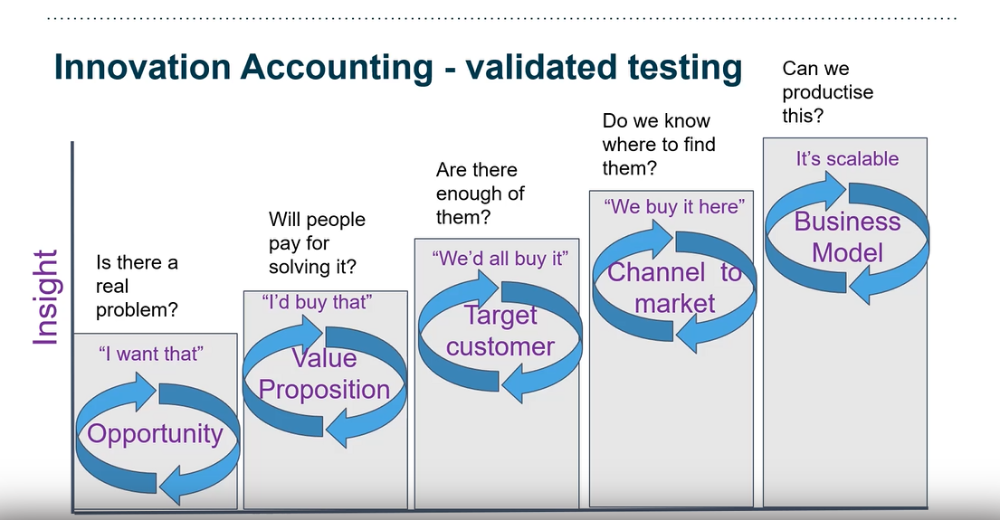 Innovation Accounting - validated testing
Insight
Is there a
real
problem?
“I want that”
Opportunity
Will people
pay for
solving it?
“I’d buy that”
Value
Proposition
Are there
enough of
them?
“We’d all buy it”
Target
customer
Do we know
where to find
them?
“We buy it here”
Channel to
market
Can we
productise
this?
It’s scalable
Business
Model